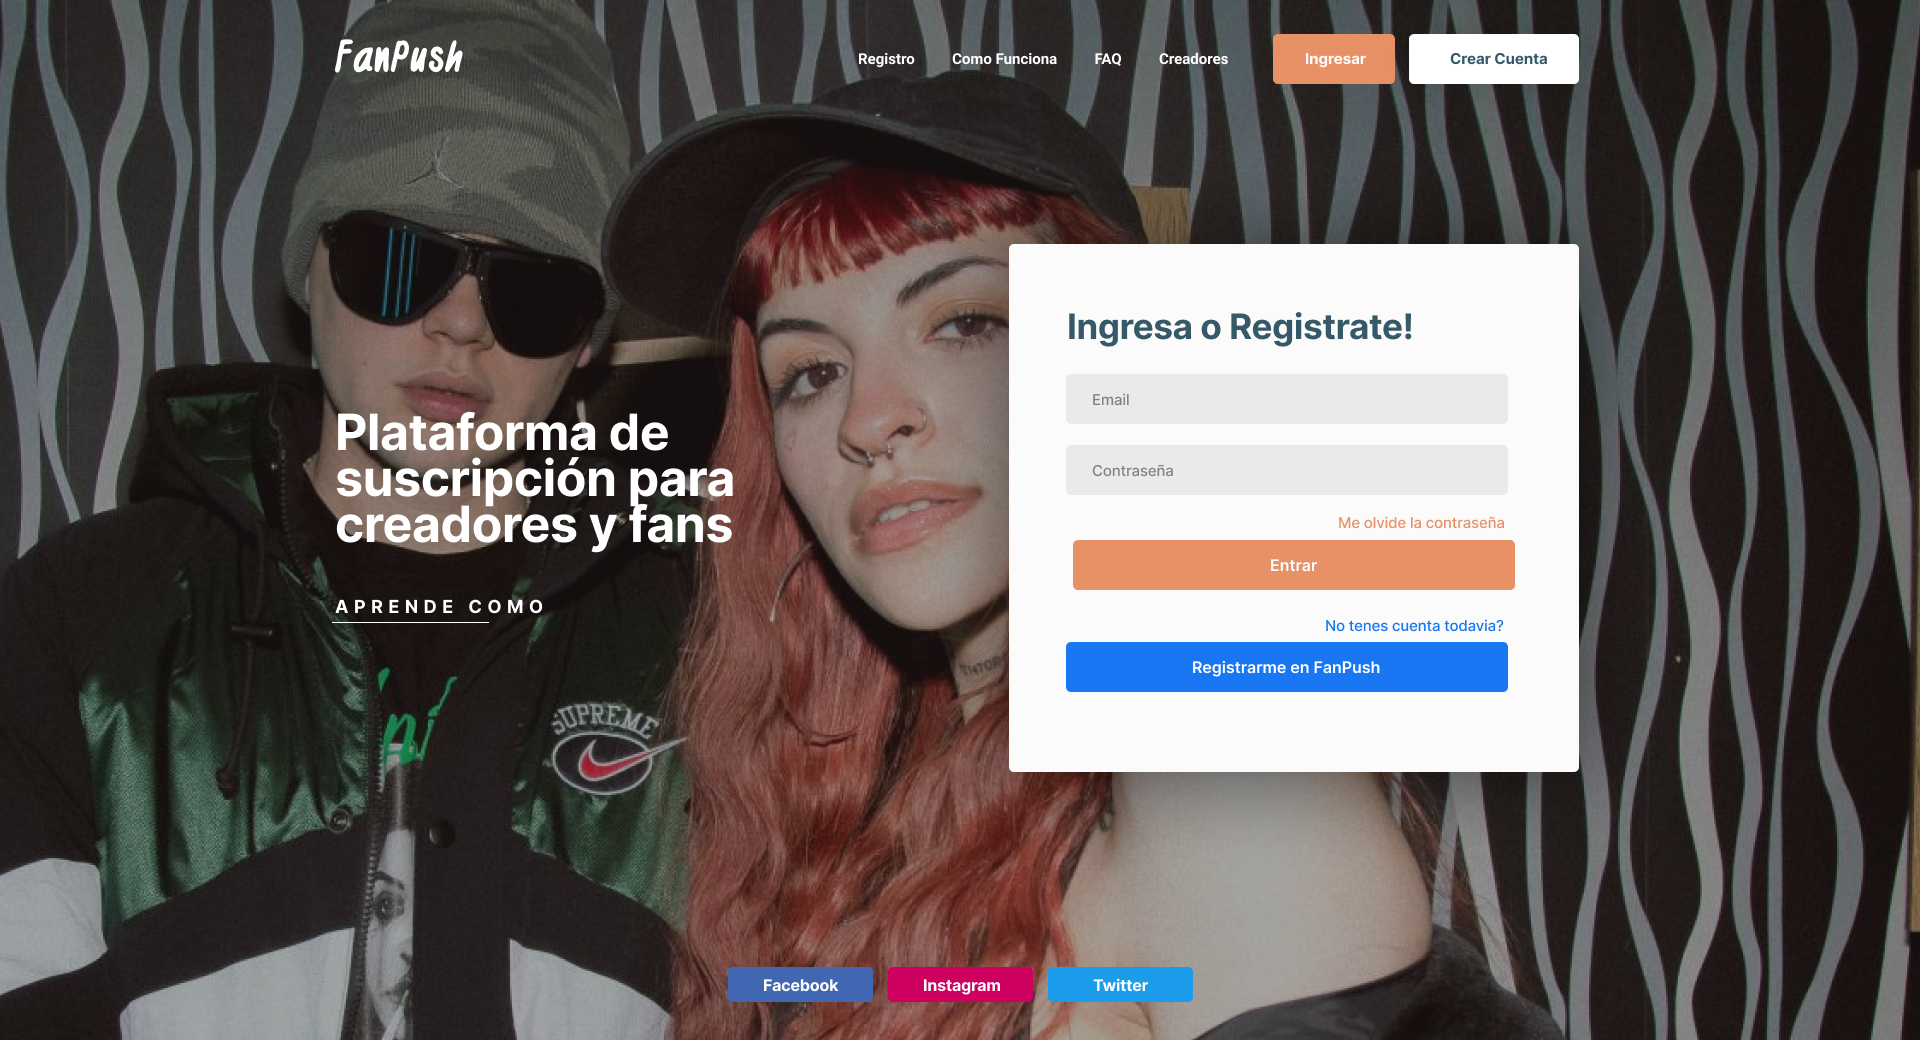 FanPush
Registro
Como Funciona
FAQ
Creadores
Ingresar
Crear Cuenta
Plataforma de
suscripción para
creadores y fans
APRENDE COMO
Ingresa o Registrate!
Email
Contraseña
Me olvide la contraseña
Entrar
No tenes cuenta todavia?
Registrarme en FanPush
SUPREME
Facebook
Instagram
Twitter